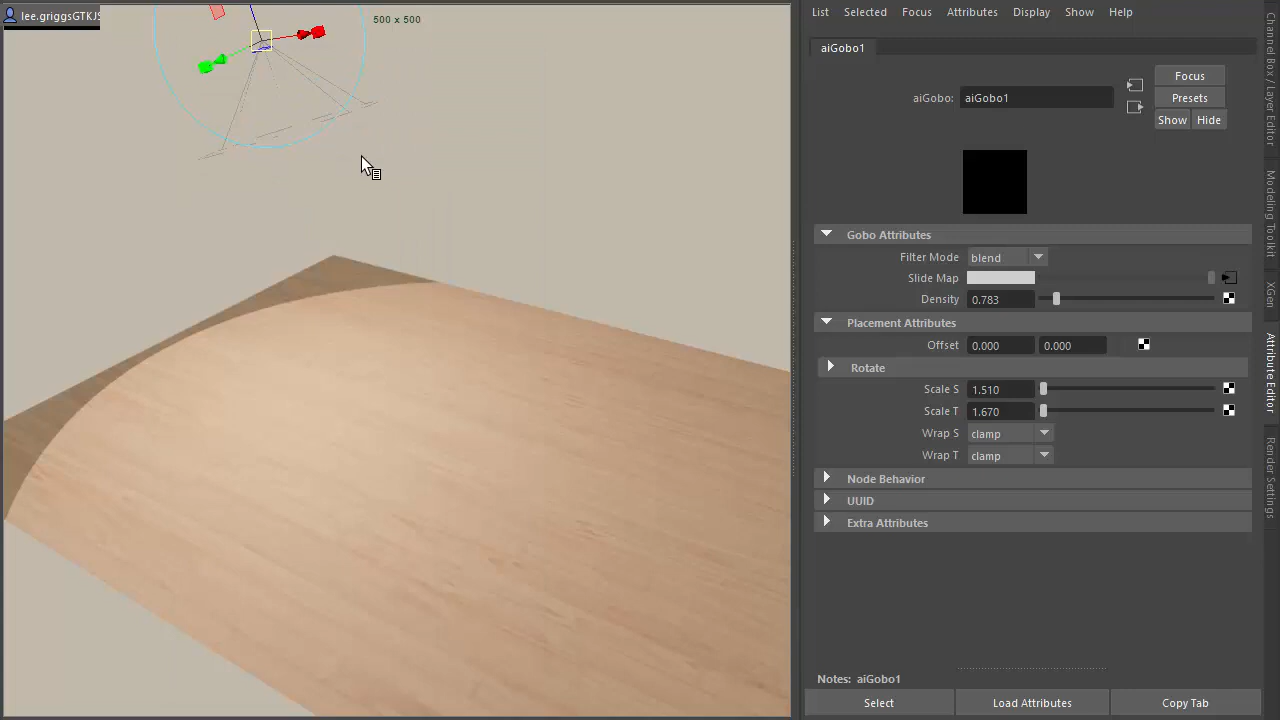 lee.griggsGTKJS
500 x 500
List Selected Focus Attributes Display Show Help
aiGobo1
aiGobo: aiGobo1
Focus
Presets
Show Hide
Gobo Attributes
Filter Mode blend
Slide Map
Density 0.783
Placement Attributes
Offset 0.000 0.000
Rotate
Scale S 1.510
Scale T 1.670
Wrap S clamp
Wrap T clamp
Node Behavior
UUID
Extra Attributes
Notes: aiGobo1
Select Load Attributes Copy Tab
Channel Box / Layer Editor
Modeling Toolkit
XGen
Attribute Editor
Render Settings